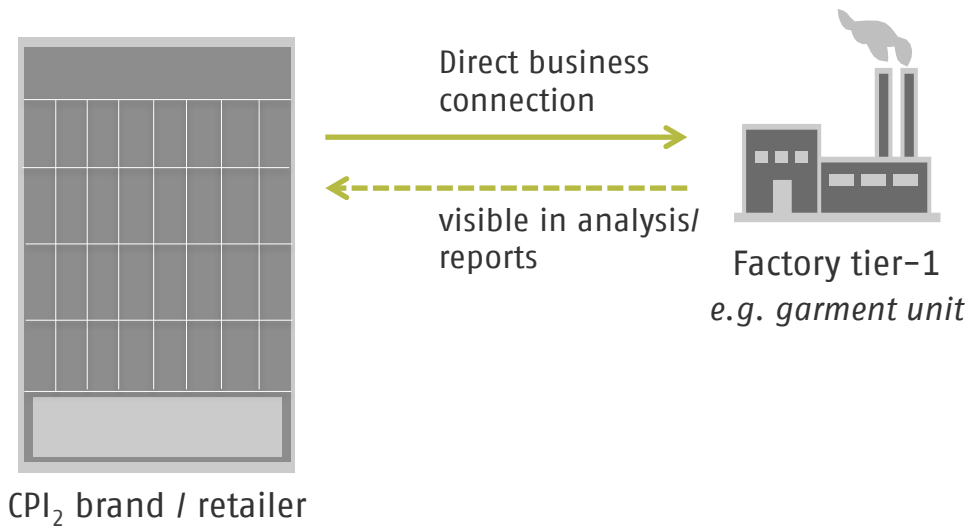 Direct business
connection
visible in analysis/
reports
Factory tier-1
e.g. garment unit
CPI₂ brand / retailer